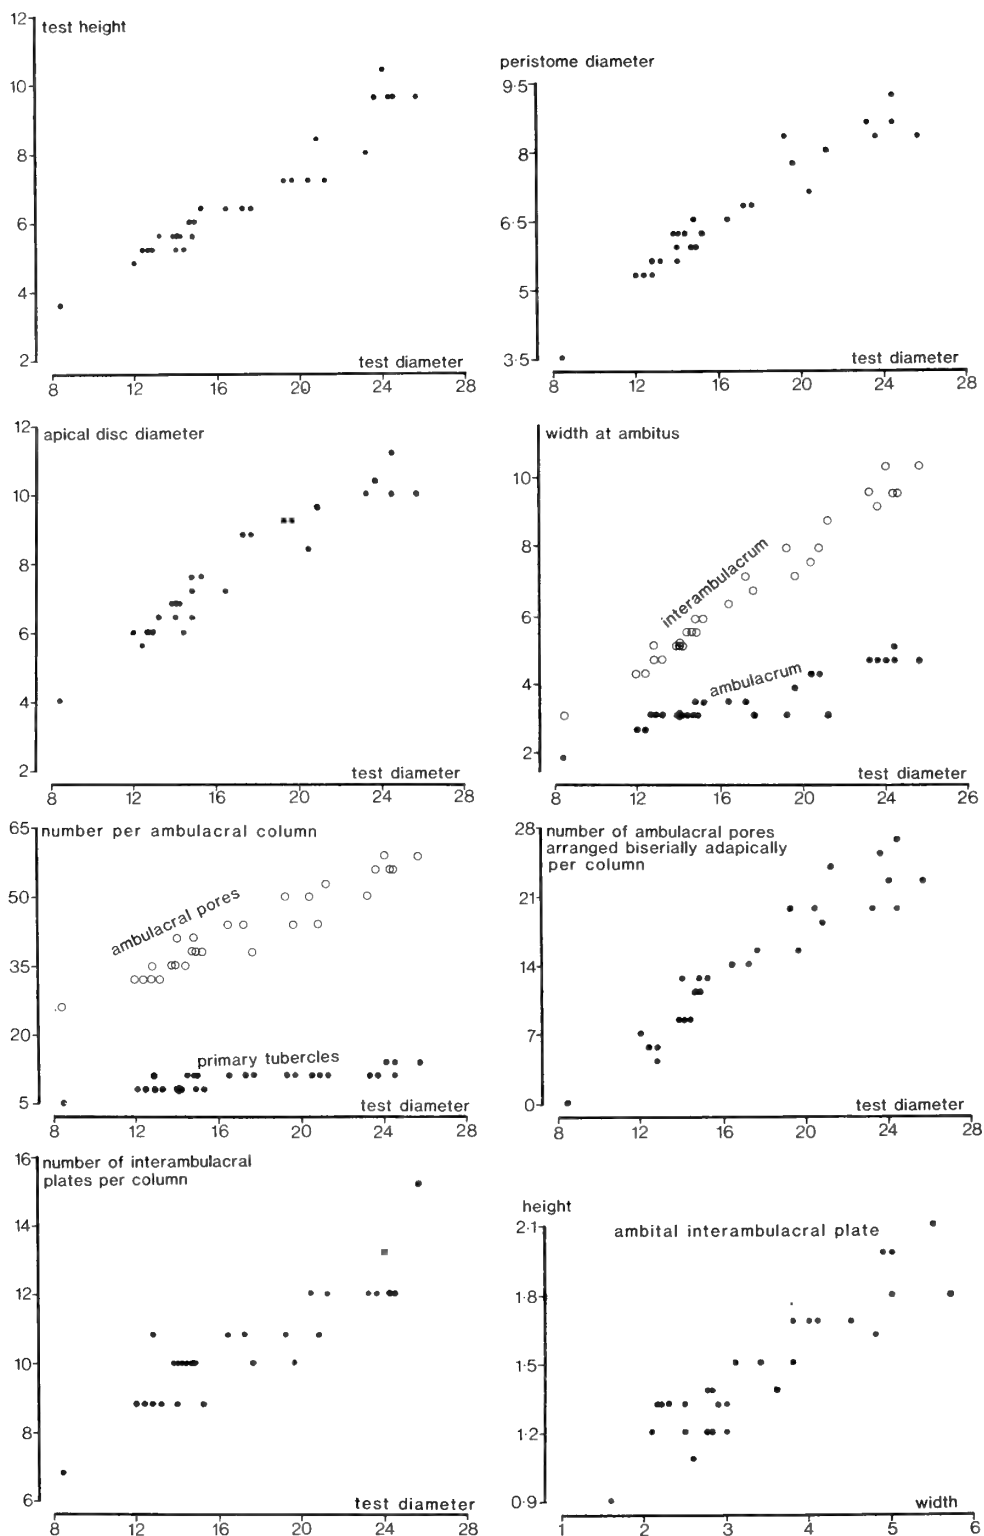 test height
12
10
8
6
4
2
test diameter
8 12 16 20 24 28
peristome diameter
9·5
8
6·5
5
3·5
test diameter
8 12 16 20 24 28
apical disc diameter
12
10
8
6
4
2
test diameter
8 12 16 20 24 28
width at ambitus
10
8
6
4
2
interambulacrum
ambulacrum
test diameter
8 12 16 20 24 26
number per ambulacral column
65
50
35
20
5
ambulacral pores
primary tubercles
test diameter
8 12 16 20 24 28
number of ambulacral pores
arranged biserially adapically
per column
28
21
14
7
0
test diameter
8 12 16 20 24 28
number of interambulacral
plates per column
16
14
12
10
8
6
test diameter
8 12 16 20 24 28
height
ambital interambulacral plate
2·1
1·8
1·5
1·2
0·9
width
1 2 3 4 5 6